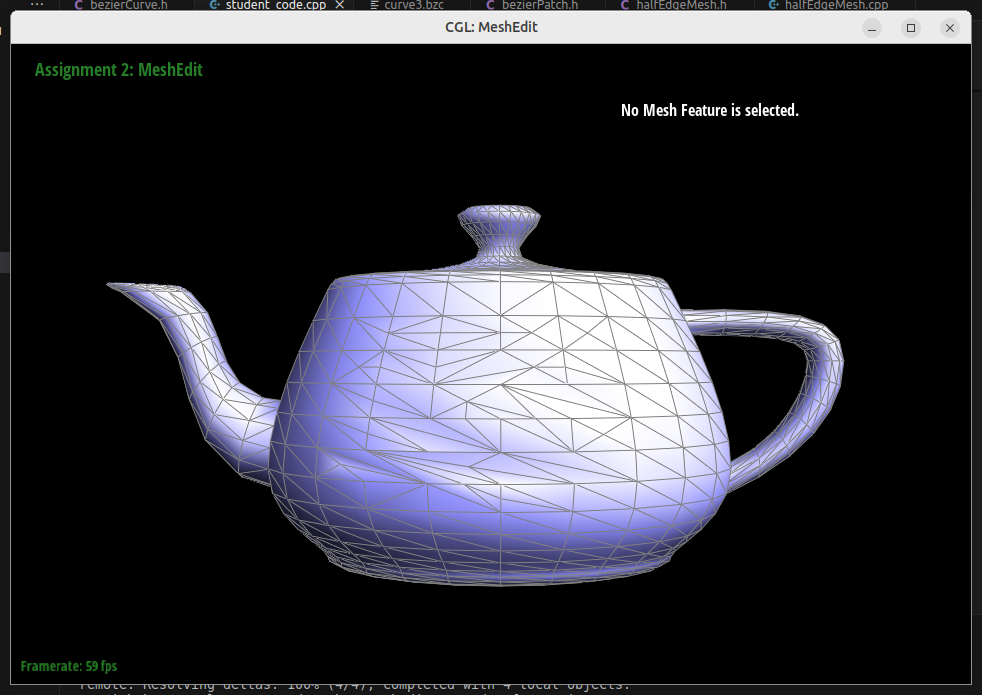 bezierCurve.h student_code.cpp curve3.bzc bezierPatch.h halfEdgeMesh.h halfEdgeMesh.cpp
CGL: MeshEdit
Assignment 2: MeshEdit
No Mesh Feature is selected.
Framerate: 59 fps
remote: Resolving deltas: 100% (4/4), completed with 4 local objects.